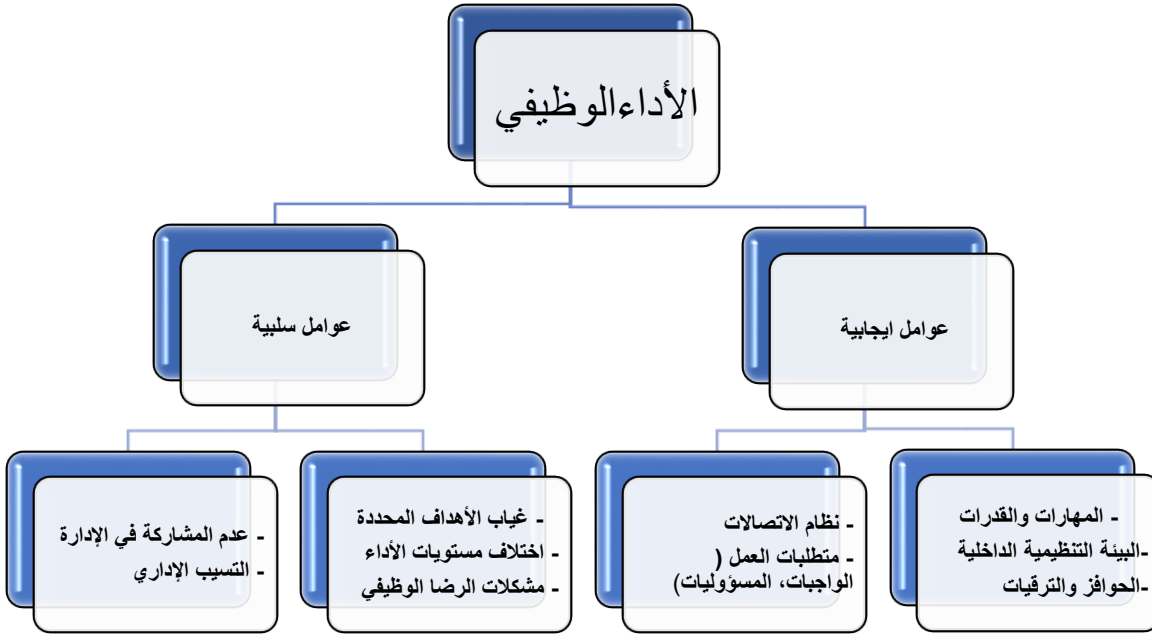 الأداءالوظيفي
عوامل ايجابية
عوامل سلبية
- المهارات والقدرات
-البيئة التنظيمية الداخلية
-الحوافز والترقيات
- نظام الاتصالات
- متطلبات العمل (
الواجبات، المسؤوليات)
- غياب الأهداف المحددة
- اختلاف مستويات الأداء
- مشكلات الرضا الوظيفي
- عدم المشاركة في الإدارة
- التسيب الإداري